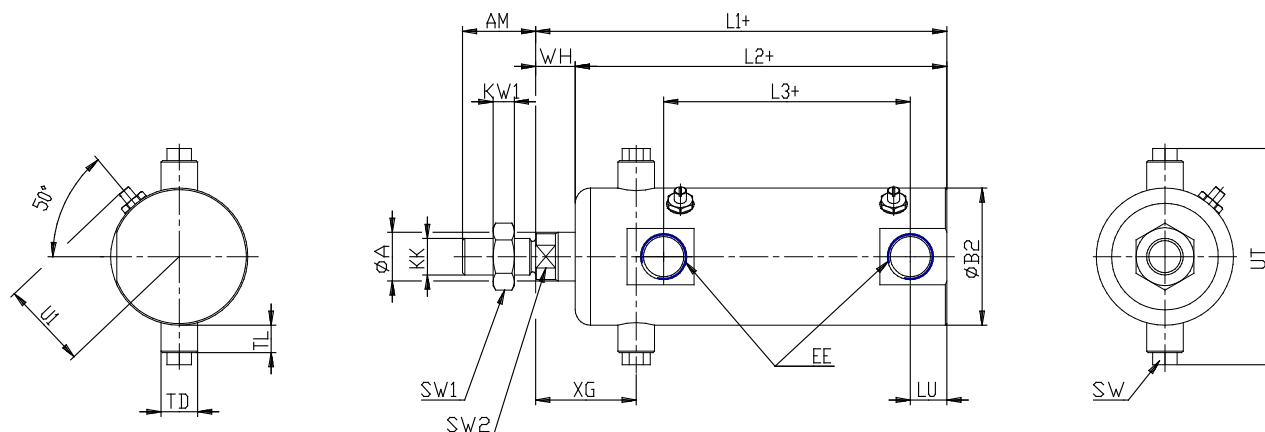 AM
L1+
WH
L2+
KW1
L3+
50°
ØA
KK
ØB2
UT
U1
TL
TD
SW1
SW2
XG
EE
LU
SW